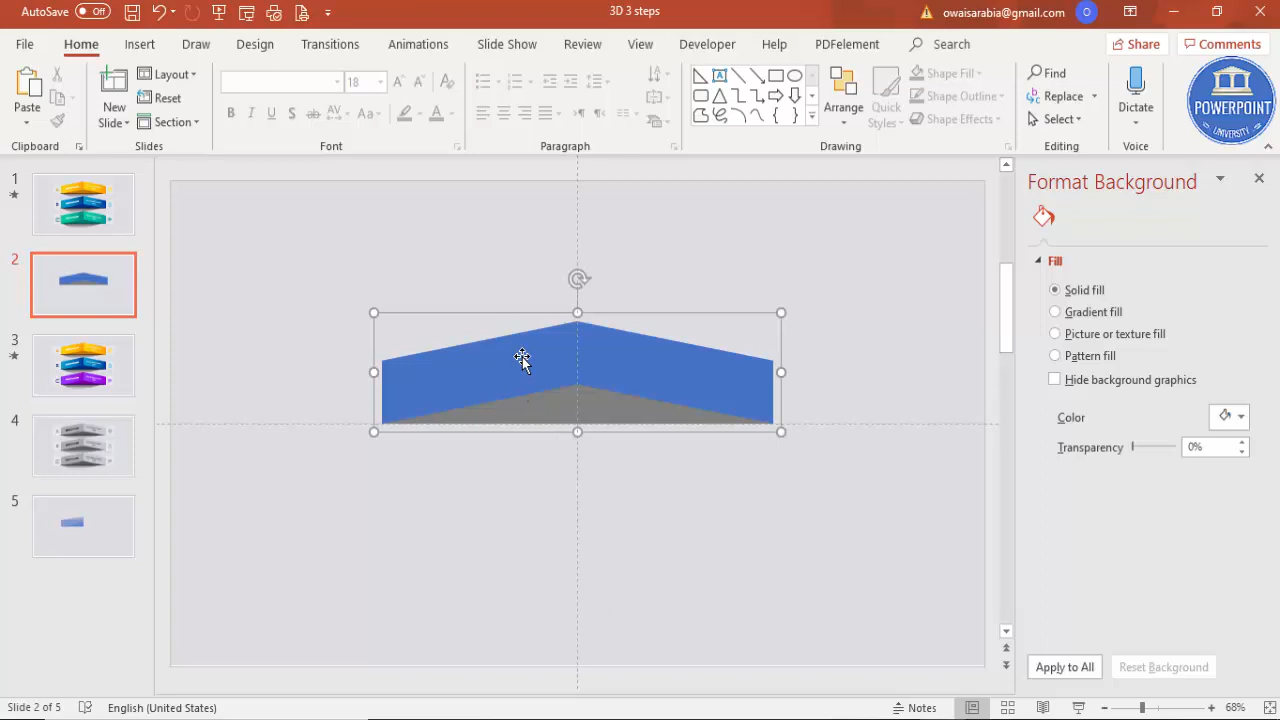 AutoSave Off
3D 3 steps
owaisarabia@gmail.com O
File Home Insert Draw Design Transitions Animations Slide Show Review View Developer Help PDFelement Search Share Comments
Paste
Clipboard
New Slide
Layout
Reset
Section
Slides
18
B I U S ab AV Aa A
Font
Paragraph
Arrange
Quick Styles
Shape Fill
Shape Outline
Shape Effects
Drawing
Find
Replace
Select
Editing
Dictate
Voice
POWERPOINT
UNIVERSITY
1
2
3
4
5
Format Background
Fill
Solid fill
Gradient fill
Picture or texture fill
Pattern fill
Hide background graphics
Color
Transparency 0%
Apply to All Reset Background
Slide 2 of 5 English (United States) Notes 68%